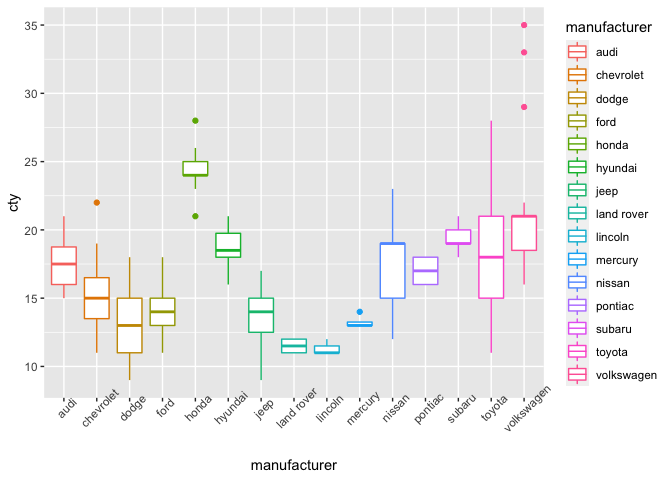 35
30
25
20
15
10
cty
audi
chevrolet
dodge
ford
honda
hyundai
jeep
land rover
lincoln
mercury
nissan
pontiac
subaru
toyota
volkswagen
manufacturer
manufacturer
audi
chevrolet
dodge
ford
honda
hyundai
jeep
land rover
lincoln
mercury
nissan
pontiac
subaru
toyota
volkswagen